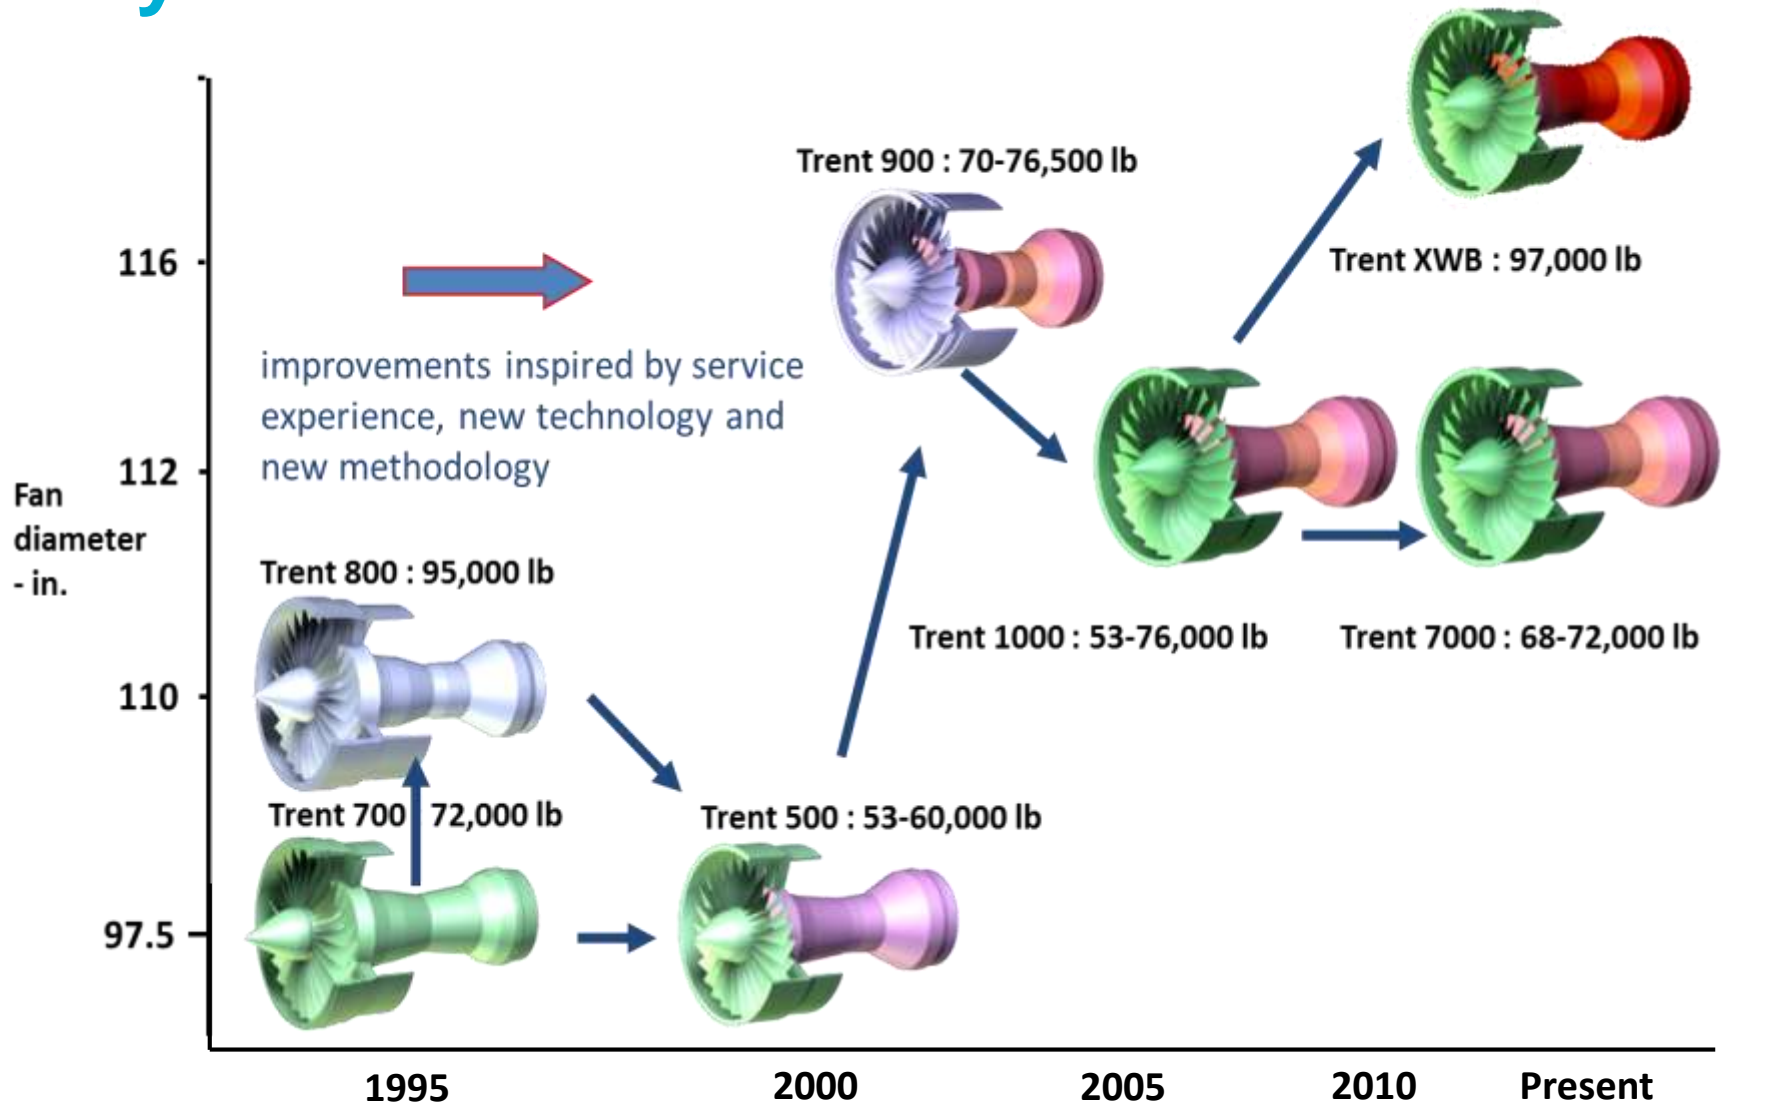 Trent 900 : 70-76,500 lb
116
Trent XWB : 97,000 lb
improvements inspired by service
experience, new technology and
new methodology
112
Fan
diameter
- in.
Trent 800 : 95,000 lb
Trent 1000 : 53-76,000 lb
Trent 7000 : 68-72,000 lb
110
Trent 700 72,000 lb
Trent 500 : 53-60,000 lb
97.5
1995
2000
2005
2010
Present